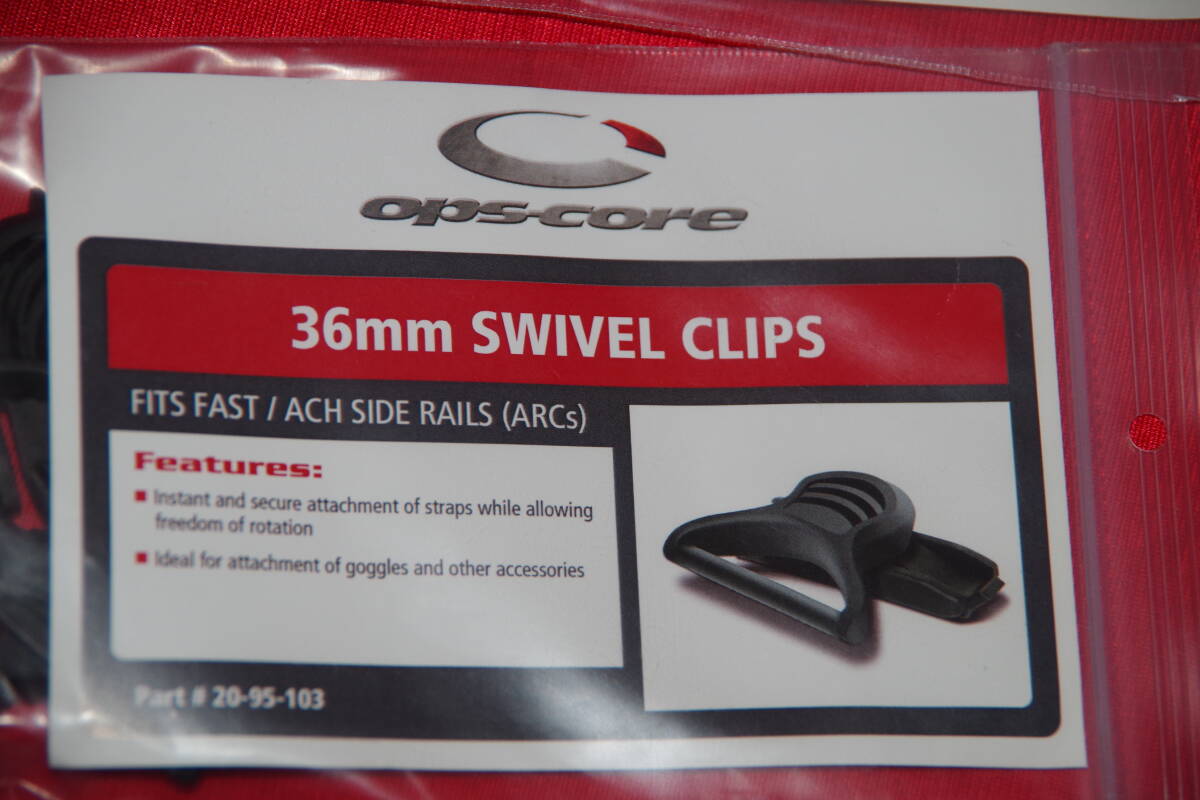 ops-core
36mm SWIVEL CLIPS
FITS FAST / ACH SIDE RAILS (ARCs)
Features:
Instant and secure attachment of straps while allowing
freedom of rotation
Ideal for attachment of goggles and other accessories
Part # 20-95-103